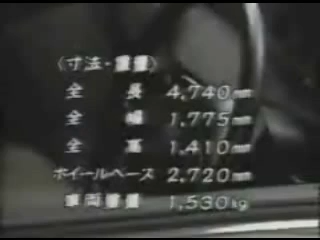 〈寸法・重量〉
全長 4,740mm
全幅 1,775mm
全高 1,410mm
ホイールベース 2,720mm
車両重量 1,530kg